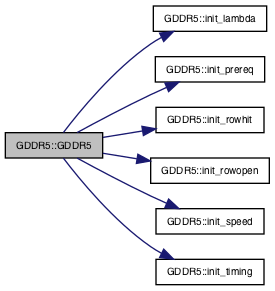 GDDR5::init_lambda
GDDR5::init_prereq
GDDR5::init_rowhit
GDDR5::GDDR5
GDDR5::init_rowopen
GDDR5::init_speed
GDDR5::init_timing